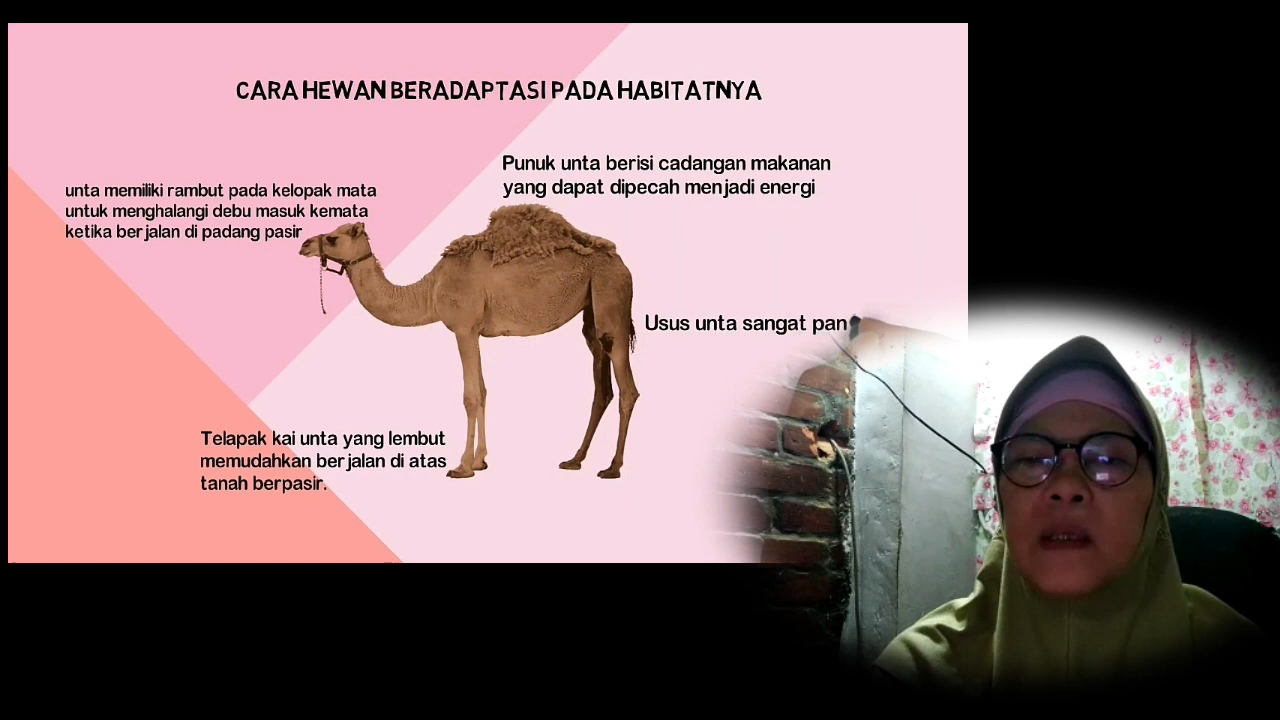 CARA HEWAN BERADAPTASI PADA HABITATNYA
Punuk unta berisi cadangan makanan
yang dapat dipecah menjadi energi
unta memiliki rambut pada kelopak mata
untuk menghalangi debu masuk kemata
ketika berjalan di padang pasir
Usus unta sangat pan
Telapak kai unta yang lembut
memudahkan berjalan di atas
tanah berpasir.